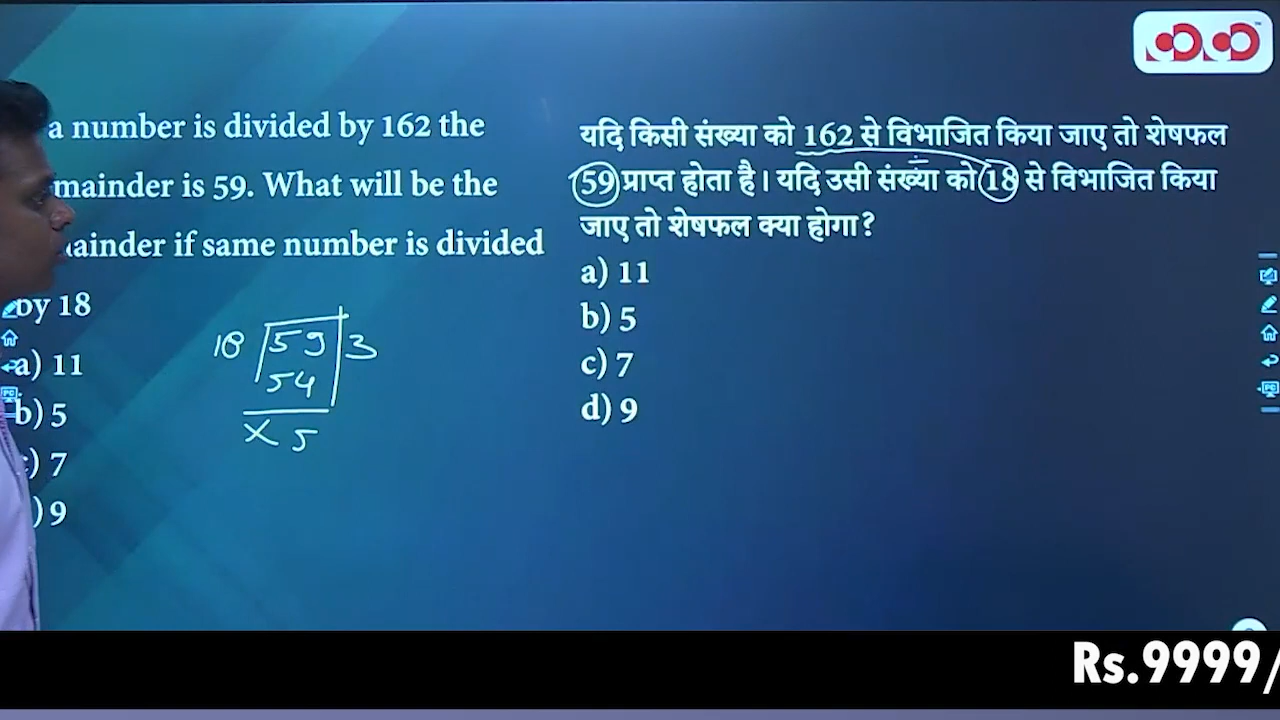 a number is divided by 162 the
mainder is 59. What will be the
ainder if same number is divided
by 18
a) 11
b) 5
) 7
) 9
यदि किसी संख्या को 162 से विभाजित किया जाए तो शेषफल
59 प्राप्त होता है। यदि उसी संख्या को 18 से विभाजित किया
जाए तो शेषफल क्या होगा?
a) 11
b) 5
c) 7
d) 9
18 59 3
54
x 5
Rs.9999/